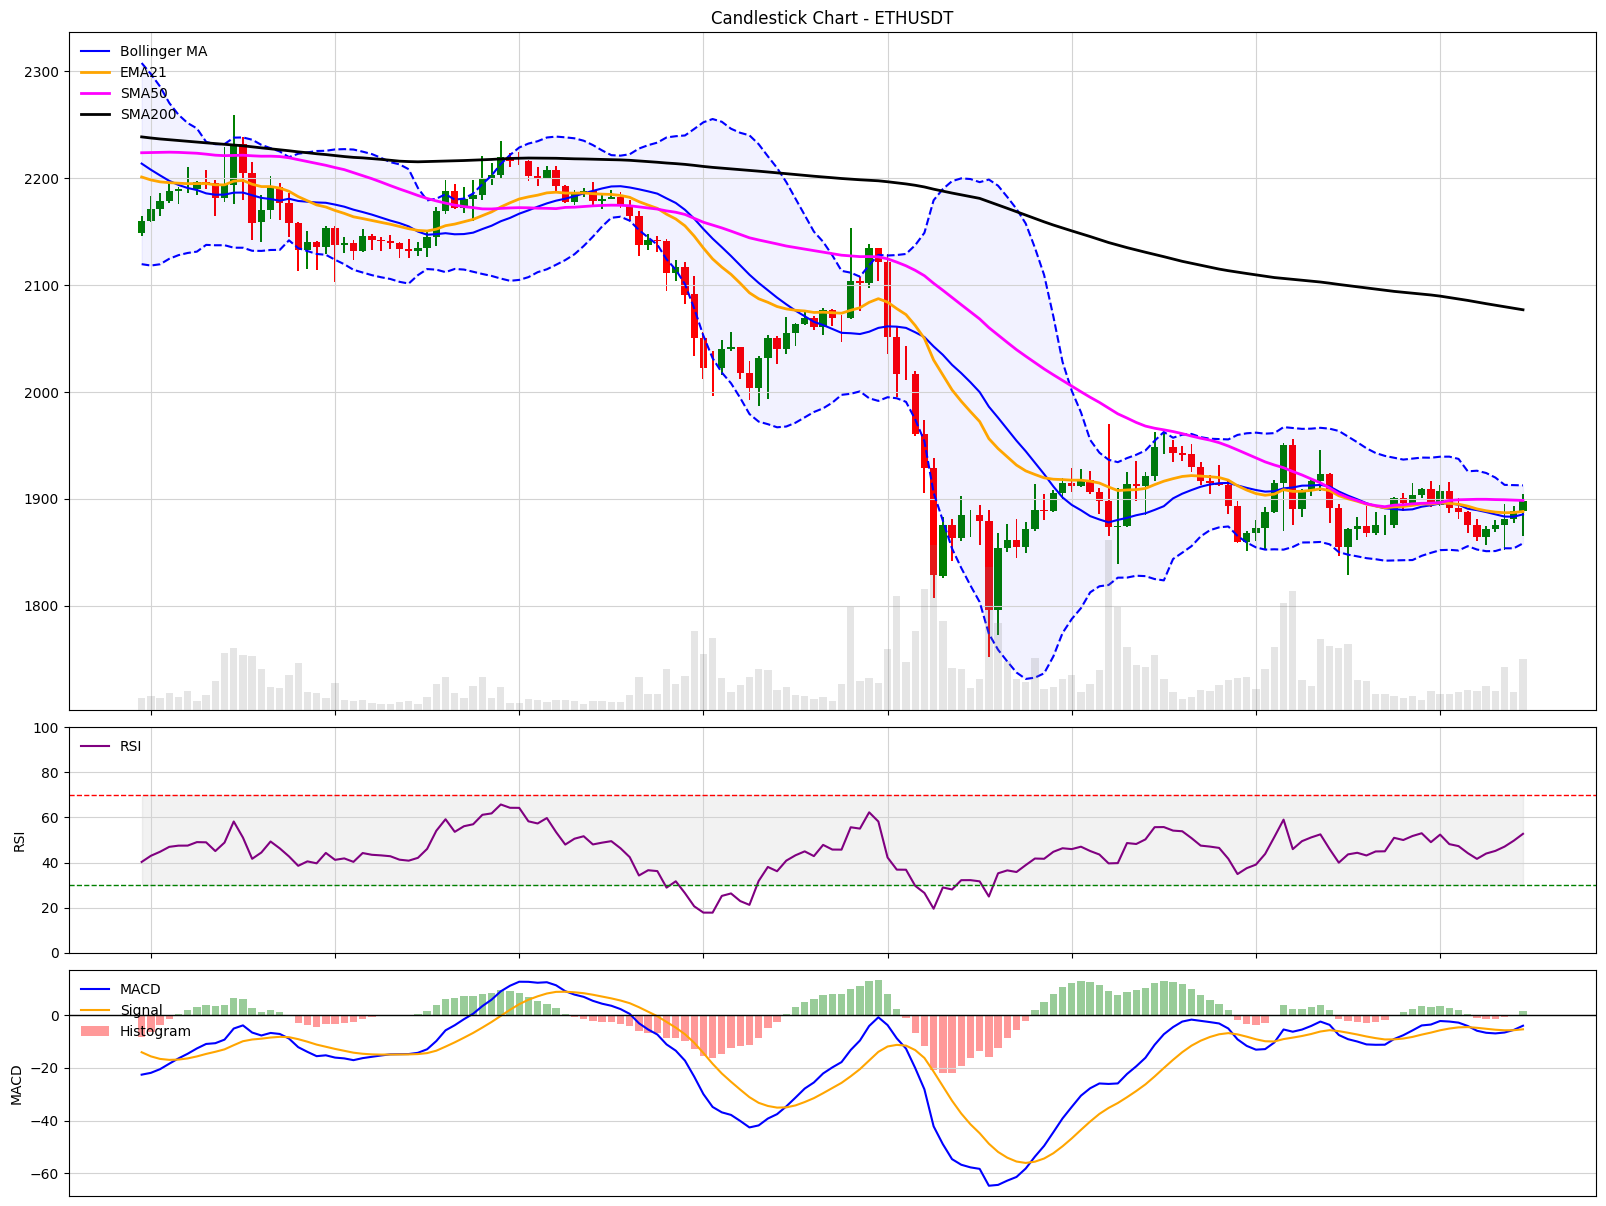 Candlestick Chart - ETHUSDT
Bollinger MA
EMA21
SMA50
SMA200
2300
2200
2100
2000
1900
1800
RSI
100
80
60
40
20
0
RSI
MACD
Signal
Histogram
0
−20
−40
−60
MACD